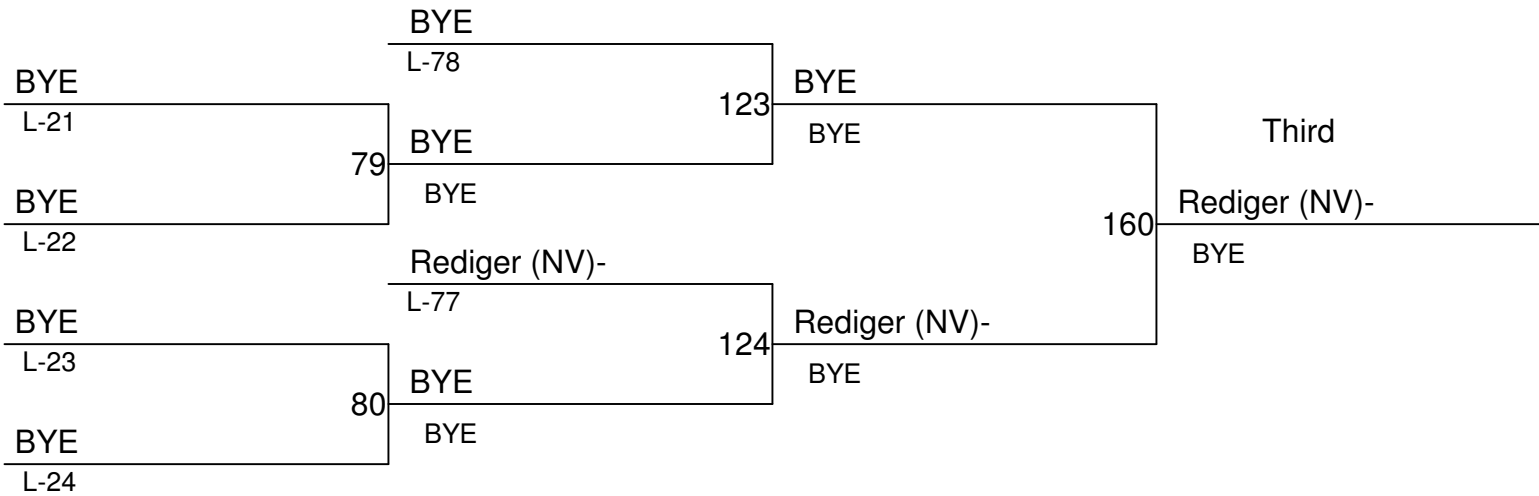 BYE
L-78
BYE
L-21
123
BYE
BYE
Third
79
BYE
BYE
BYE
L-22
160
Rediger (NV)-
BYE
Rediger (NV)-
L-77
BYE
L-23
124
Rediger (NV)-
BYE
80
BYE
BYE
BYE
L-24